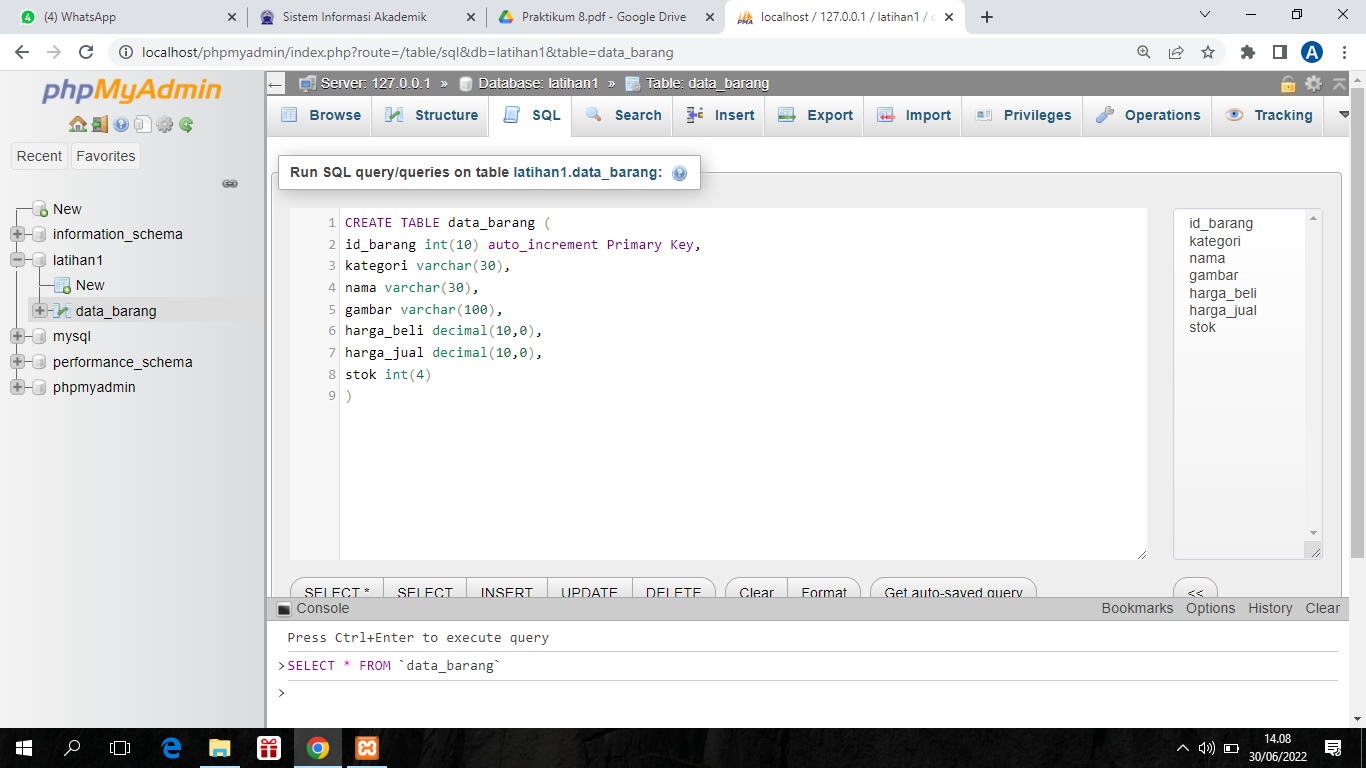 (4) WhatsApp
Sistem Informasi Akademik
Praktikum 8.pdf - Google Drive
localhost / 127.0.0.1 / latihan1 /
localhost/phpmyadmin/index.php?route=/table/sql&db=latihan1&table=data_barang
A
phpMyAdmin
Recent
Favorites
New
information_schema
latihan1
New
data_barang
mysql
performance_schema
phpmyadmin
Server: 127.0.0.1 » Database: latihan1 » Table: data_barang
Browse
Structure
SQL
Search
Insert
Export
Import
Privileges
Operations
Tracking
Run SQL query/queries on table latihan1.data_barang:
1 CREATE TABLE data_barang (
2 id_barang int(10) auto_increment Primary Key,
3 kategori varchar(30),
4 nama varchar(30),
5 gambar varchar(100),
6 harga_beli decimal(10,0),
7 harga_jual decimal(10,0),
8 stok int(4)
9 )
id_barang
kategori
nama
gambar
harga_beli
harga_jual
stok
SELECT *
SELECT
INSERT
UPDATE
DELETE
Clear
Format
Get auto-saved query
<<
Console
Bookmarks
Options
History
Clear
Press Ctrl+Enter to execute query
>SELECT * FROM `data_barang`
>
14.08
30/06/2022